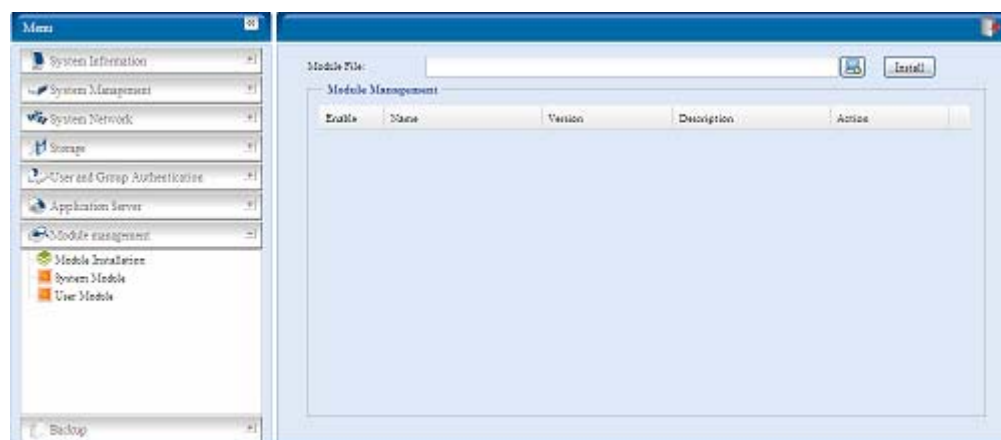 Menu
System Information
System Management
System Network
Storage
User and Group Authentication
Application Server
Module management
Module Installation
System Module
User Module
Backup
Module File:
Install
Module Management
Enable Name Version Description Action